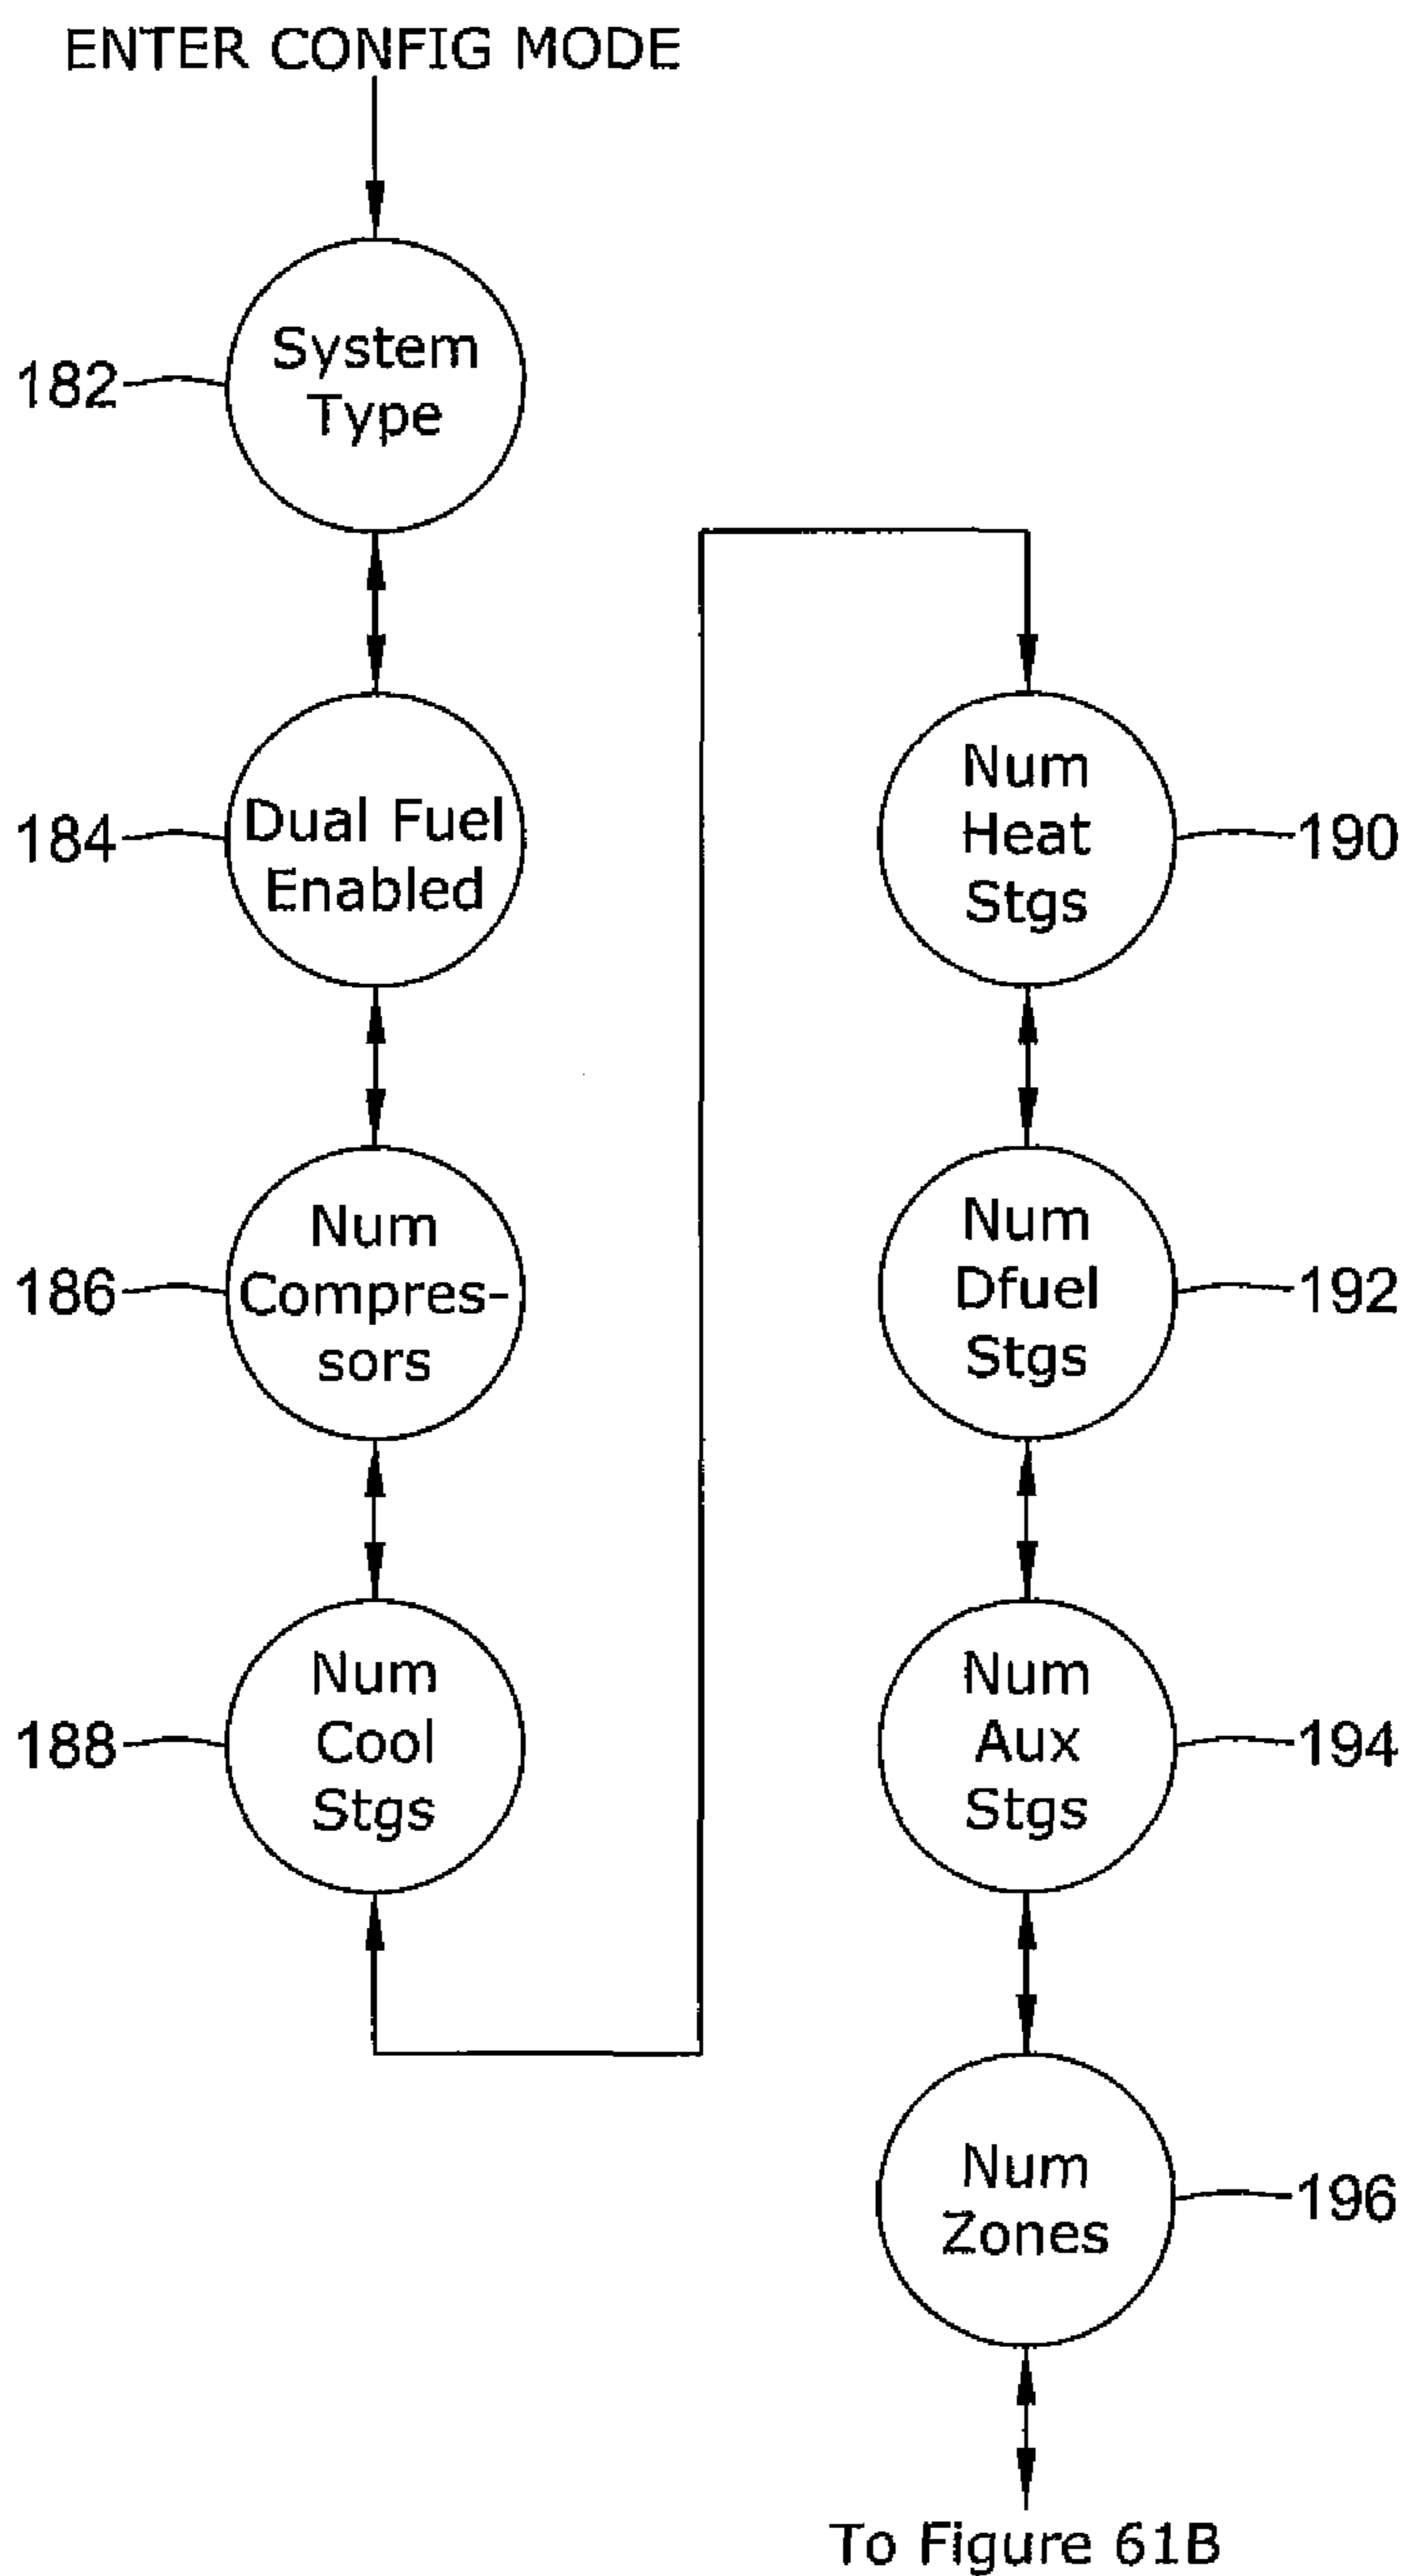 ENTER CONFIG MODE
182
System
Type
184
Dual Fuel
Enabled
186
Num
Compres-
sors
188
Num
Cool
Stgs
Num
Heat
Stgs
190
Num
Dfuel
Stgs
192
Num
Aux
Stgs
194
Num
Zones
196
To Figure 61B